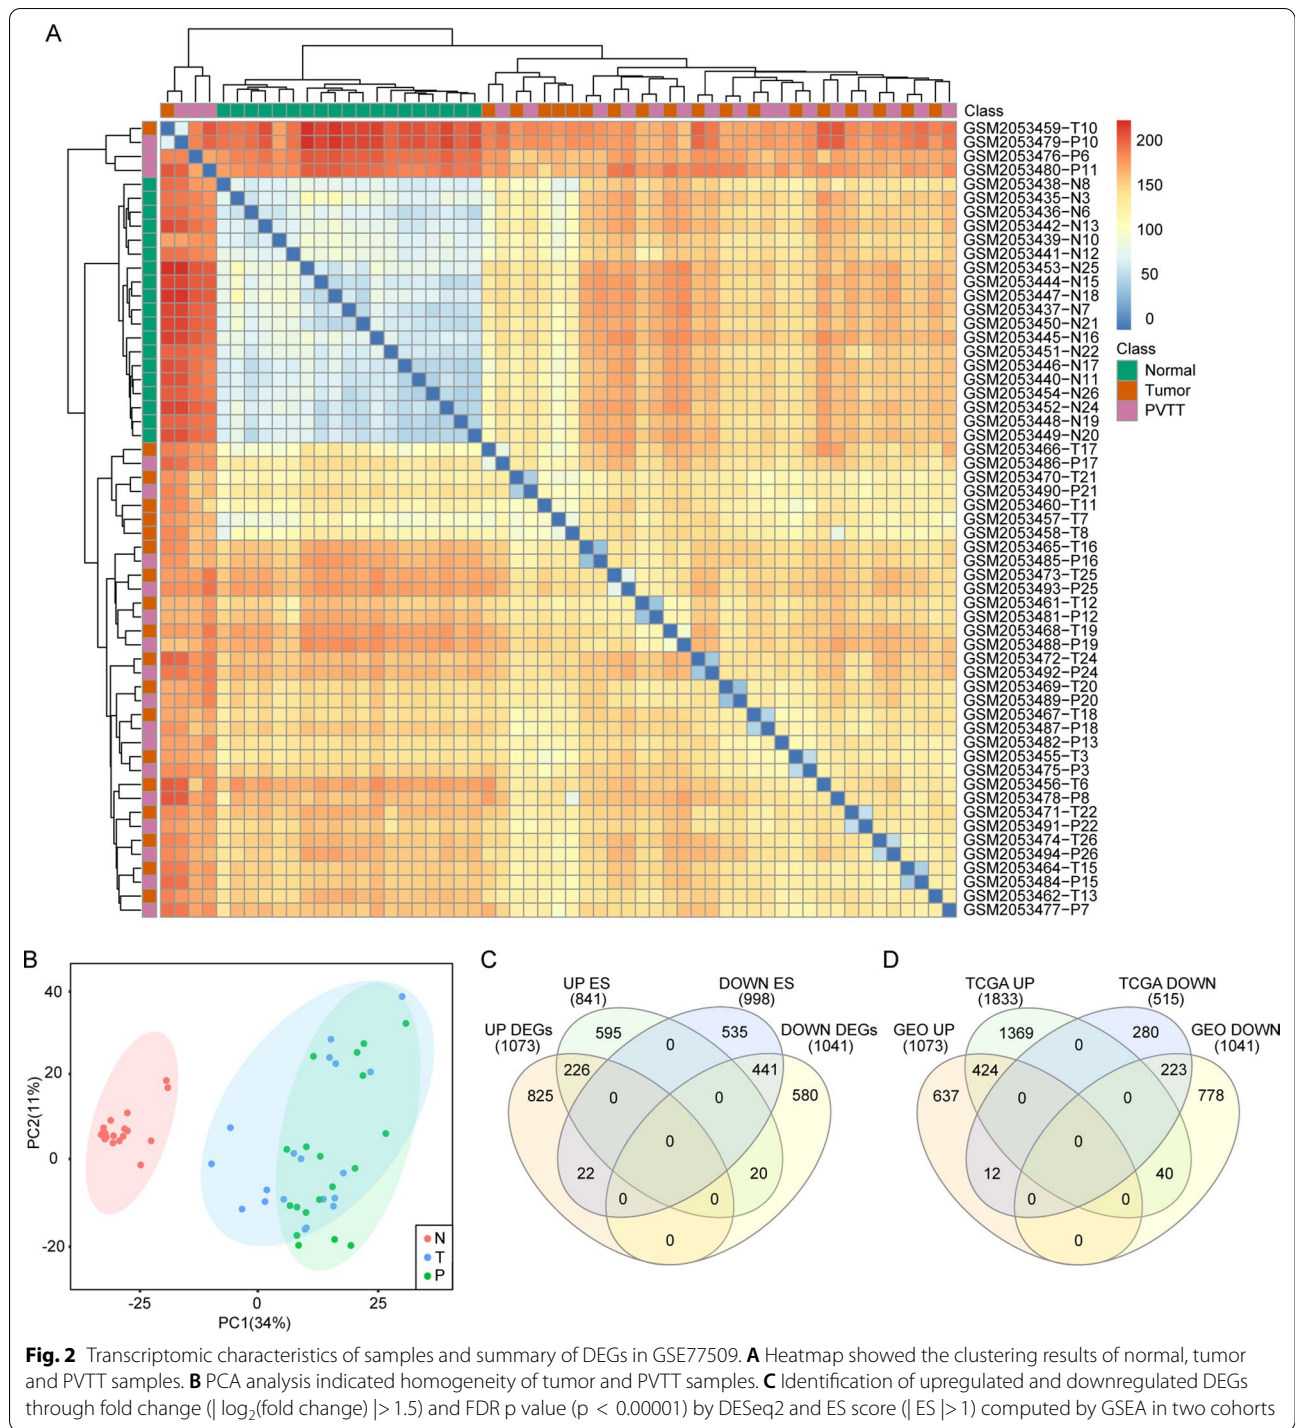 A
Class
GSM2053459-T10
GSM2053479-P10
GSM2053476-P6
GSM2053480-P11
GSM2053438-N8
GSM2053435-N3
GSM2053436-N6
GSM2053442-N13
GSM2053439-N10
GSM2053441-N12
GSM2053453-N25
GSM2053444-N15
GSM2053447-N18
GSM2053437-N7
GSM2053450-N21
GSM2053445-N16
GSM2053451-N22
GSM2053446-N17
GSM2053440-N11
GSM2053454-N26
GSM2053452-N24
GSM2053448-N19
GSM2053449-N20
GSM2053466-T17
GSM2053486-P17
GSM2053470-T21
GSM2053490-P21
GSM2053460-T11
GSM2053457-T7
GSM2053458-T8
GSM2053465-T16
GSM2053485-P16
GSM2053473-T25
GSM2053493-P25
GSM2053461-T12
GSM2053481-P12
GSM2053468-T19
GSM2053488-P19
GSM2053472-T24
GSM2053492-P24
GSM2053469-T20
GSM2053489-P20
GSM2053467-T18
GSM2053487-P18
GSM2053482-P13
GSM2053455-T3
GSM2053475-P3
GSM2053456-T6
GSM2053478-P8
GSM2053471-T22
GSM2053491-P22
GSM2053474-T26
GSM2053494-P26
GSM2053464-T15
GSM2053484-P15
GSM2053462-T13
GSM2053477-P7
200
150
100
50
0
Class
Normal
Tumor
PVTT
B
40
20
0
-20
PC2(11%)
-25
0
25
PC1(34%)
N
T
P
C
UP ES
(841)
DOWN ES
(998)
UP DEGs
(1073)
DOWN DEGs
(1041)
595
0
535
226
441
825
0
0
580
0
22
20
0
0
0
D
TCGA UP
(1833)
TCGA DOWN
(515)
GEO UP
(1073)
GEO DOWN
(1041)
1369
0
280
424
223
637
0
0
778
0
12
40
0
0
0
Fig. 2 Transcriptomic characteristics of samples and summary of DEGs in GSE77509. A Heatmap showed the clustering results of normal, tumor
and PVTT samples. B PCA analysis indicated homogeneity of tumor and PVTT samples. C Identification of upregulated and downregulated DEGs
through fold change (| log2(fold change) |> 1.5) and FDR p value (p < 0.00001) by DESeq2 and ES score (| ES |> 1) computed by GSEA in two cohorts